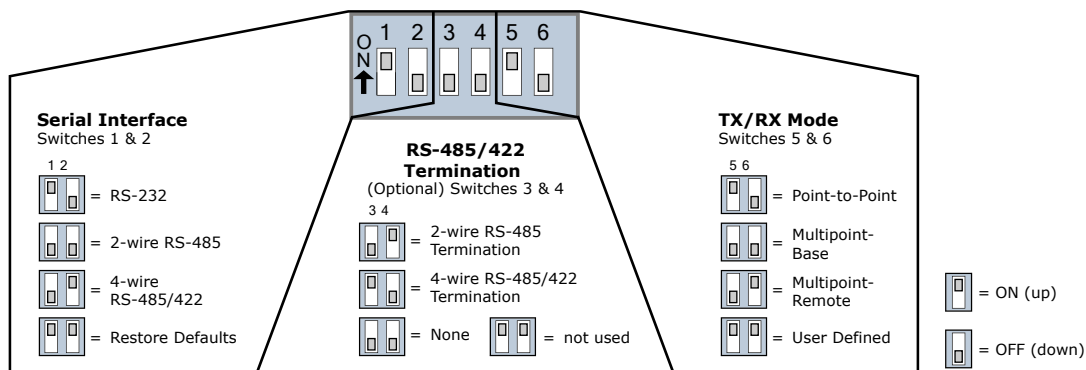 1 2 3 4 5 6
ON
Serial Interface
Switches 1 & 2
1 2
= RS-232
= 2-wire RS-485
= 4-wire
RS-485/422
= Restore Defaults
RS-485/422
Termination
(Optional) Switches 3 & 4
3 4
= 2-wire RS-485
Termination
= 4-wire RS-485/422
Termination
= None
= not used
TX/RX Mode
Switches 5 & 6
5 6
= Point-to-Point
= Multipoint-
Base
= Multipoint-
Remote
= User Defined
= ON (up)
= OFF (down)